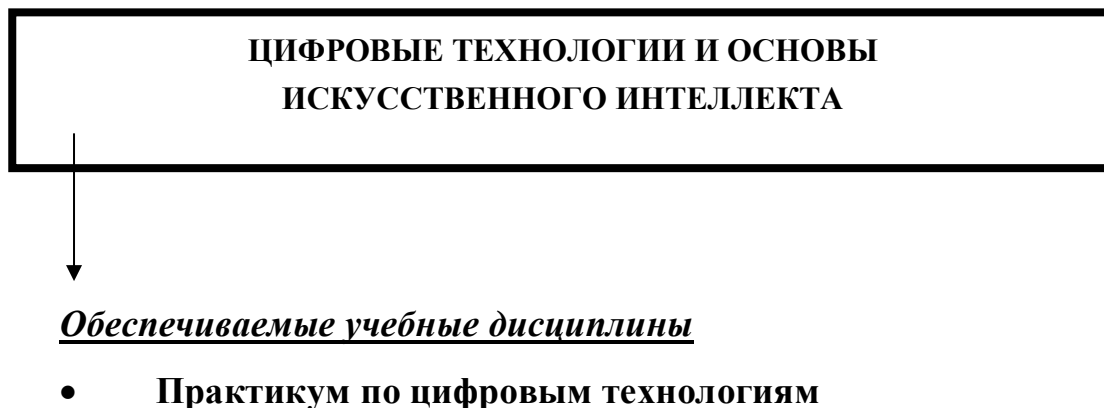 ЦИФРОВЫЕ ТЕХНОЛОГИИ И ОСНОВЫ
ИСКУССТВЕННОГО ИНТЕЛЛЕКТА
Обеспечиваемые учебные дисциплины
• Практикум по цифровым технологиям